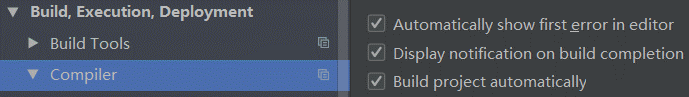 Build, Execution, Deployment
Build Tools
Compiler
Automatically show first error in editor
Display notification on build completion
Build project automatically